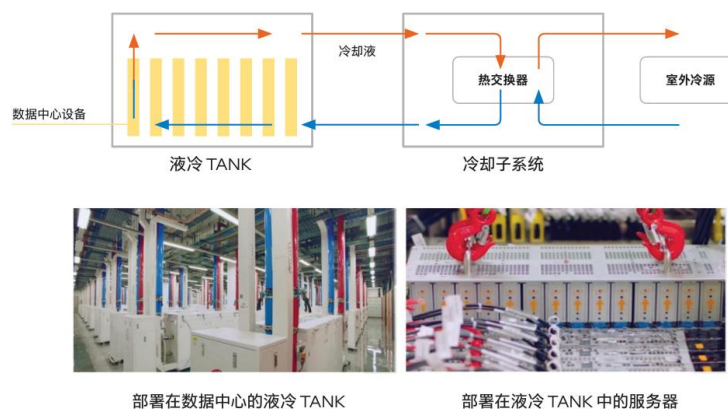 冷却液
热交换器
室外冷源
数据中心设备
液冷 TANK
冷却子系统
部署在数据中心的液冷 TANK
部署在液冷 TANK 中的服务器